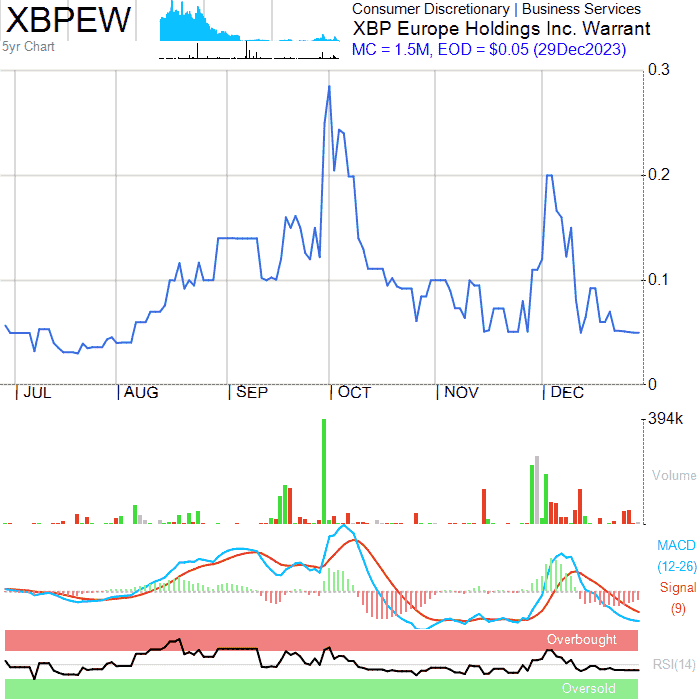 XBPEW
5yr Chart
Consumer Discretionary | Business Services
XBP Europe Holdings Inc. Warrant
MC = 1.5M, EOD = $0.05 (29Dec2023)
0.3
0.2
0.1
0
JUL AUG SEP OCT NOV DEC
394k
Volume
MACD
(12-26)
Signal
(9)
Overbought
RSI(14)
Oversold